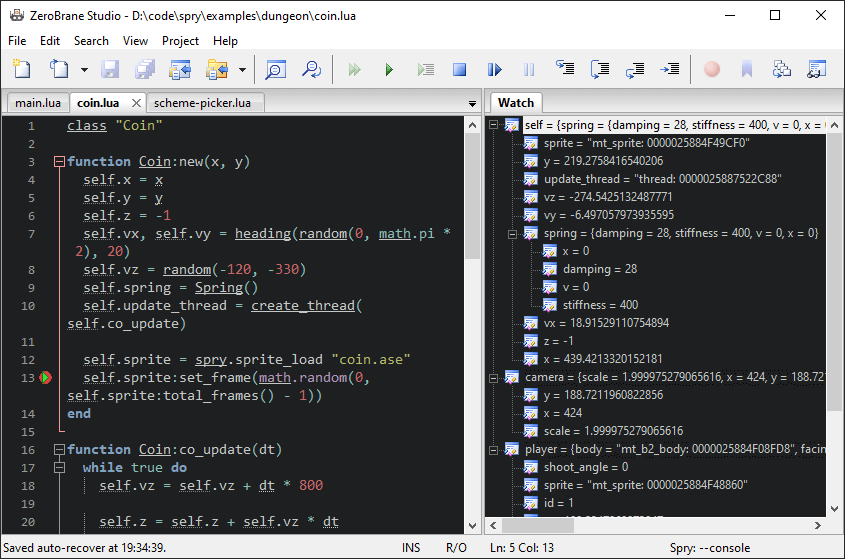 ZeroBrane Studio - D:\code\spry\examples\dungeon\coin.lua
File Edit Search View Project Help
main.lua coin.lua scheme-picker.lua
1 class "Coin"
2
3 function Coin:new(x, y)
4 self.x = x
5 self.y = y
6 self.z = -1
7 self.vx, self.vy = heading(random(0, math.pi *
2), 20)
8 self.vz = random(-120, -330)
9 self.spring = Spring()
10 self.update_thread = create_thread(
self.co_update)
11
12 self.sprite = spry.sprite_load "coin.ase"
13 self.sprite:set_frame(math.random(0,
self.sprite:total_frames() - 1))
14 end
15
16 function Coin:co_update(dt)
17 while true do
18 self.vz = self.vz + dt * 800
19
20 self.z = self.z + self.vz * dt
Watch
self = {spring = {damping = 28, stiffness = 400, v = 0, x =
sprite = "mt_sprite: 0000025884F49CF0"
y = 219.2758416540206
update_thread = "thread: 0000025887522C88"
vz = -274.5425132487771
vy = -6.497057973935595
spring = {damping = 28, stiffness = 400, v = 0, x = 0}
x = 0
damping = 28
v = 0
stiffness = 400
vx = 18.91529110754894
z = -1
x = 439.4213320152181
camera = {scale = 1.999975279065616, x = 424, y = 188.721
y = 188.7211960822856
x = 424
scale = 1.999975279065616
player = {body = "mt_b2_body: 0000025884F08FD8", facin
shoot_angle = 0
sprite = "mt_sprite: 0000025884F48860"
id = 1
Saved auto-recover at 19:34:39. INS R/O Ln: 5 Col: 13 Spry: --console